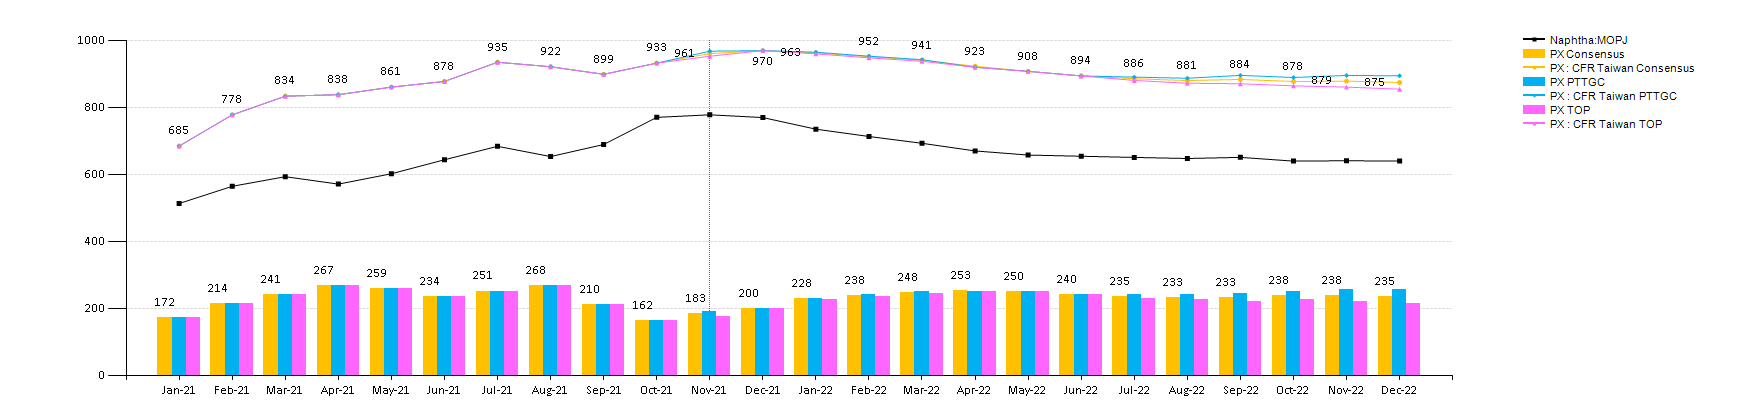 1000
800
600
400
200
0
685
778
834
838
861
878
935
922
899
933
961
970
963
952
941
923
908
894
886
881
884
878
879
875
172
214
241
267
259
234
251
268
210
162
183
200
228
238
248
253
250
240
235
233
233
238
238
235
Jan-21
Feb-21
Mar-21
Apr-21
May-21
Jun-21
Jul-21
Aug-21
Sep-21
Oct-21
Nov-21
Dec-21
Jan-22
Feb-22
Mar-22
Apr-22
May-22
Jun-22
Jul-22
Aug-22
Sep-22
Oct-22
Nov-22
Dec-22
Naphtha:MOPJ
PX Consensus
PX : CFR Taiwan Consensus
PX PTTGC
PX : CFR Taiwan PTTGC
PX TOP
PX : CFR Taiwan TOP